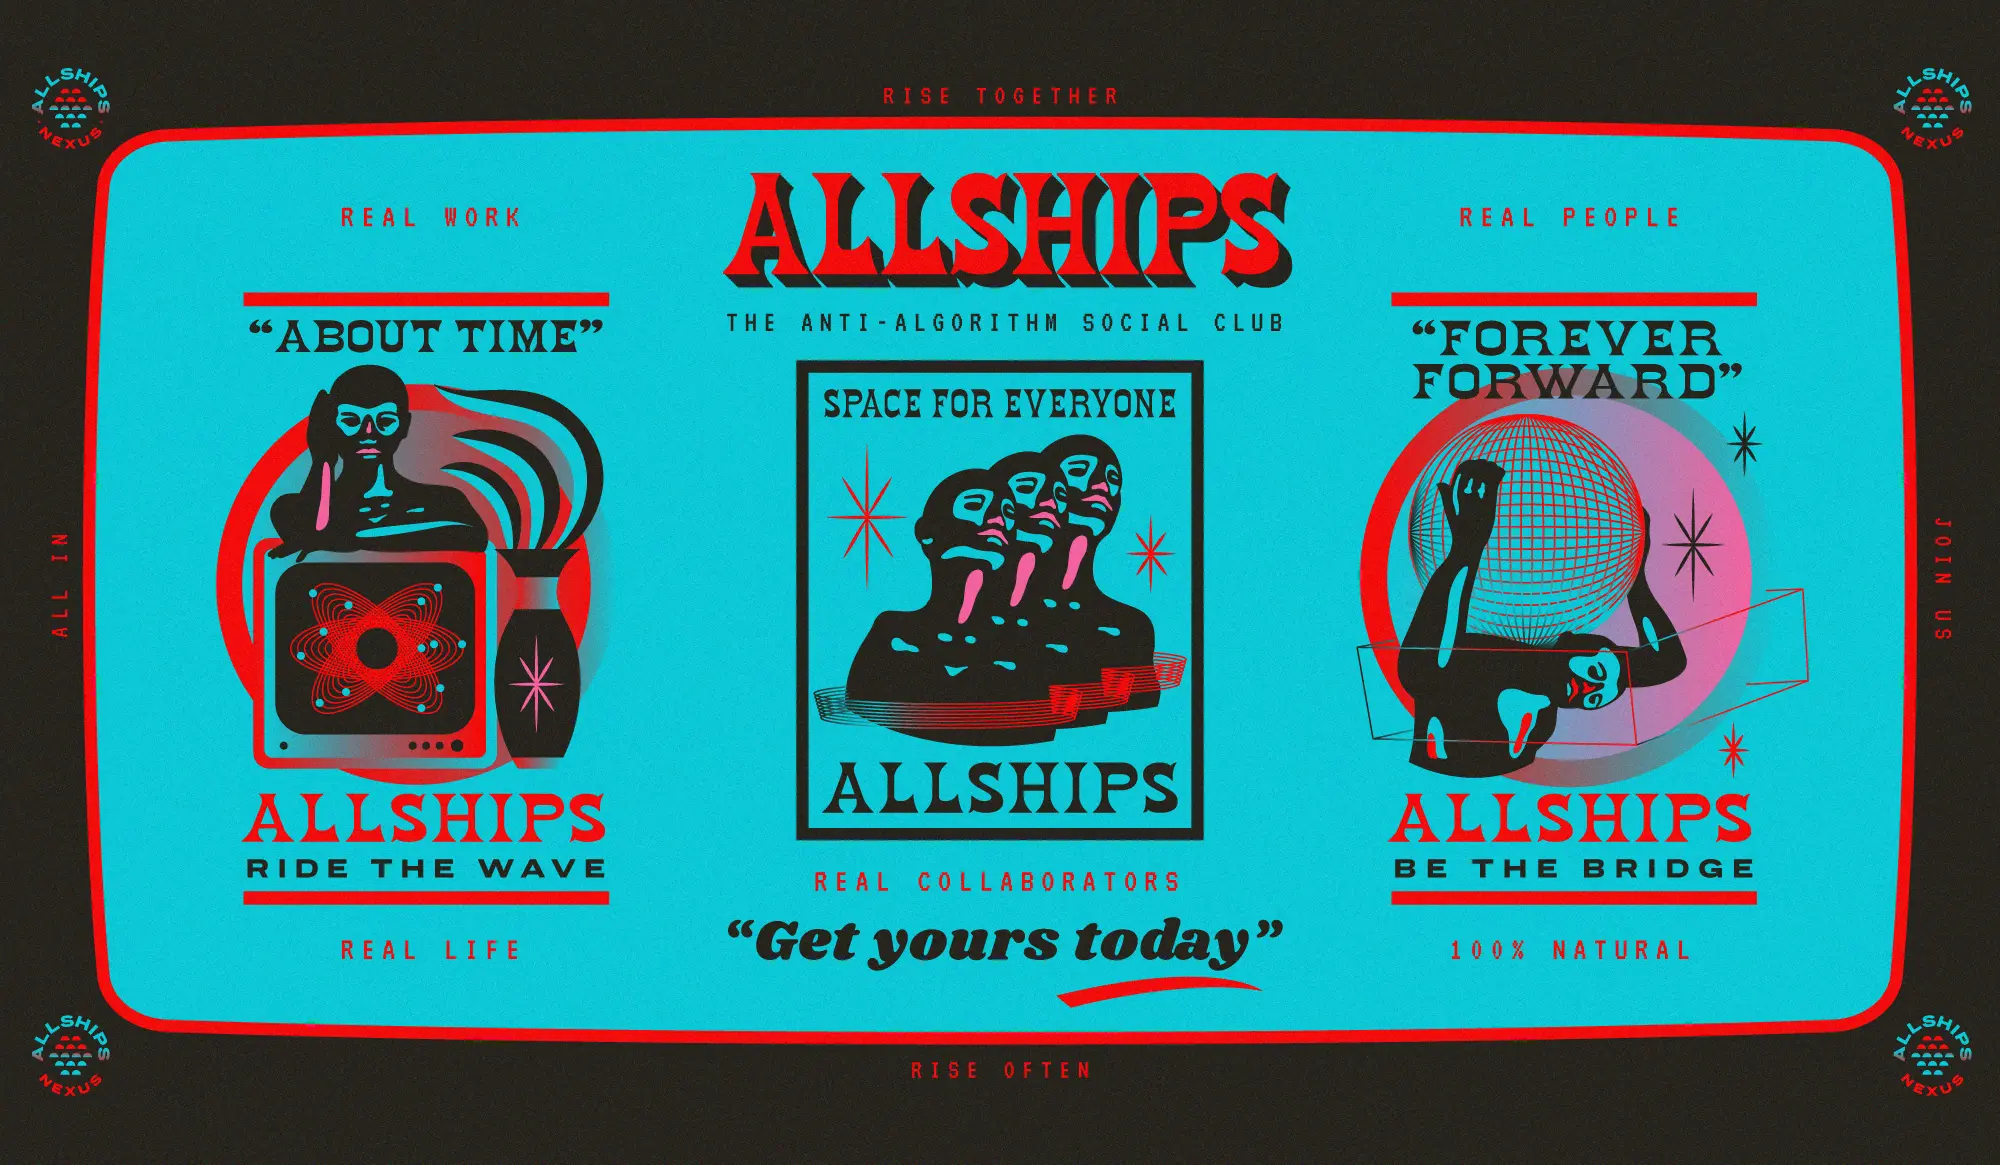 ALLSHIPS
NEXUS
RISE TOGETHER
ALLSHIPS
NEXUS
REAL WORK
ALLSHIPS
REAL PEOPLE
THE ANTI-ALGORITHM SOCIAL CLUB
“ABOUT TIME”
ALLSHIPS
RIDE THE WAVE
REAL LIFE
SPACE FOR EVERYONE
ALLSHIPS
REAL COLLABORATORS
“Get yours today”
“FOREVER
FORWARD”
ALLSHIPS
BE THE BRIDGE
100% NATURAL
ALL IN
JOIN US
ALLSHIPS
NEXUS
RISE OFTEN
ALLSHIPS
NEXUS